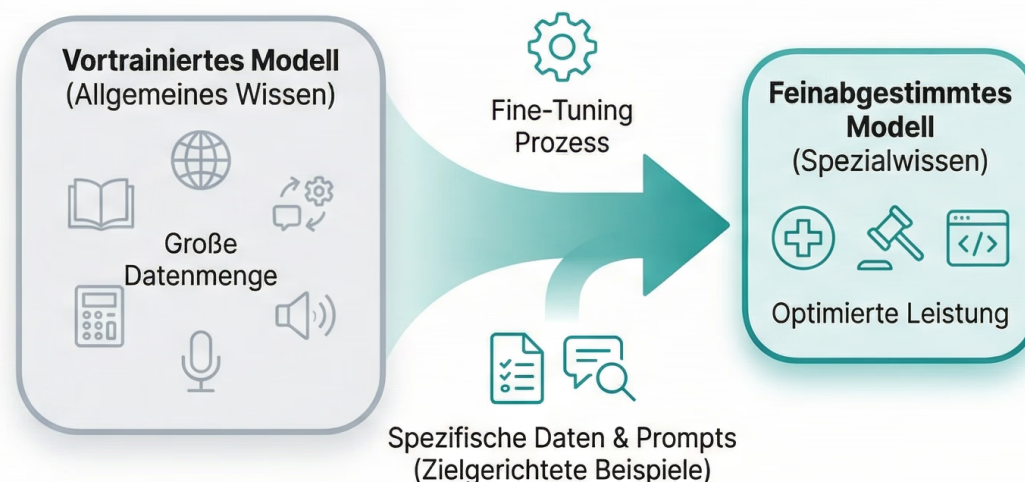 Vortrainiertes Modell
(Allgemeines Wissen)
Große
Datenmenge
Fine-Tuning
Prozess
Spezifische Daten & Prompts
(Zielgerichtete Beispiele)
Feinabgestimmtes
Modell
(Spezialwissen)
</>
Optimierte Leistung